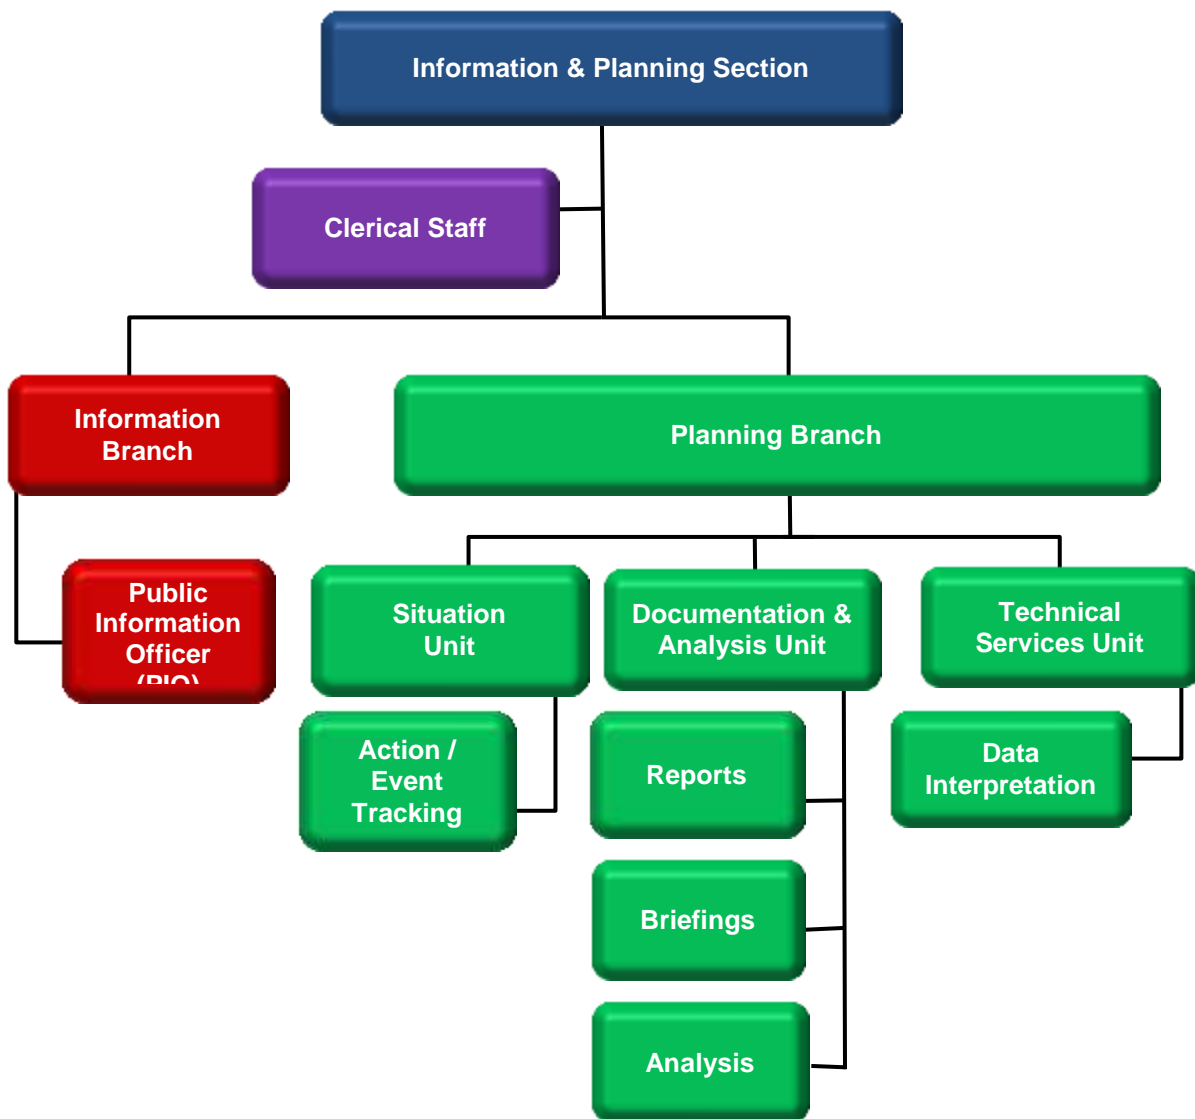 Information & Planning Section
Clerical Staff
Information
Branch
Planning Branch
Public
Information
Officer
(PIO)
Situation
Unit
Documentation &
Analysis Unit
Technical
Services Unit
Action /
Event
Tracking
Reports
Data
Interpretation
Briefings
Analysis